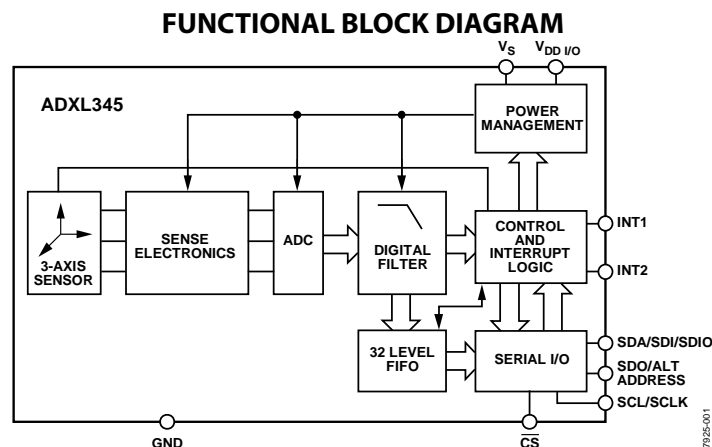 FUNCTIONAL BLOCK DIAGRAM
VS
VDD I/O
ADXL345
POWER
MANAGEMENT
3-AXIS
SENSOR
SENSE
ELECTRONICS
ADC
DIGITAL
FILTER
CONTROL
AND
INTERRUPT
LOGIC
INT1
INT2
32 LEVEL
FIFO
SERIAL I/O
SDA/SDI/SDIO
SDO/ALT
ADDRESS
SCL/SCLK
GND
CS
7925-001